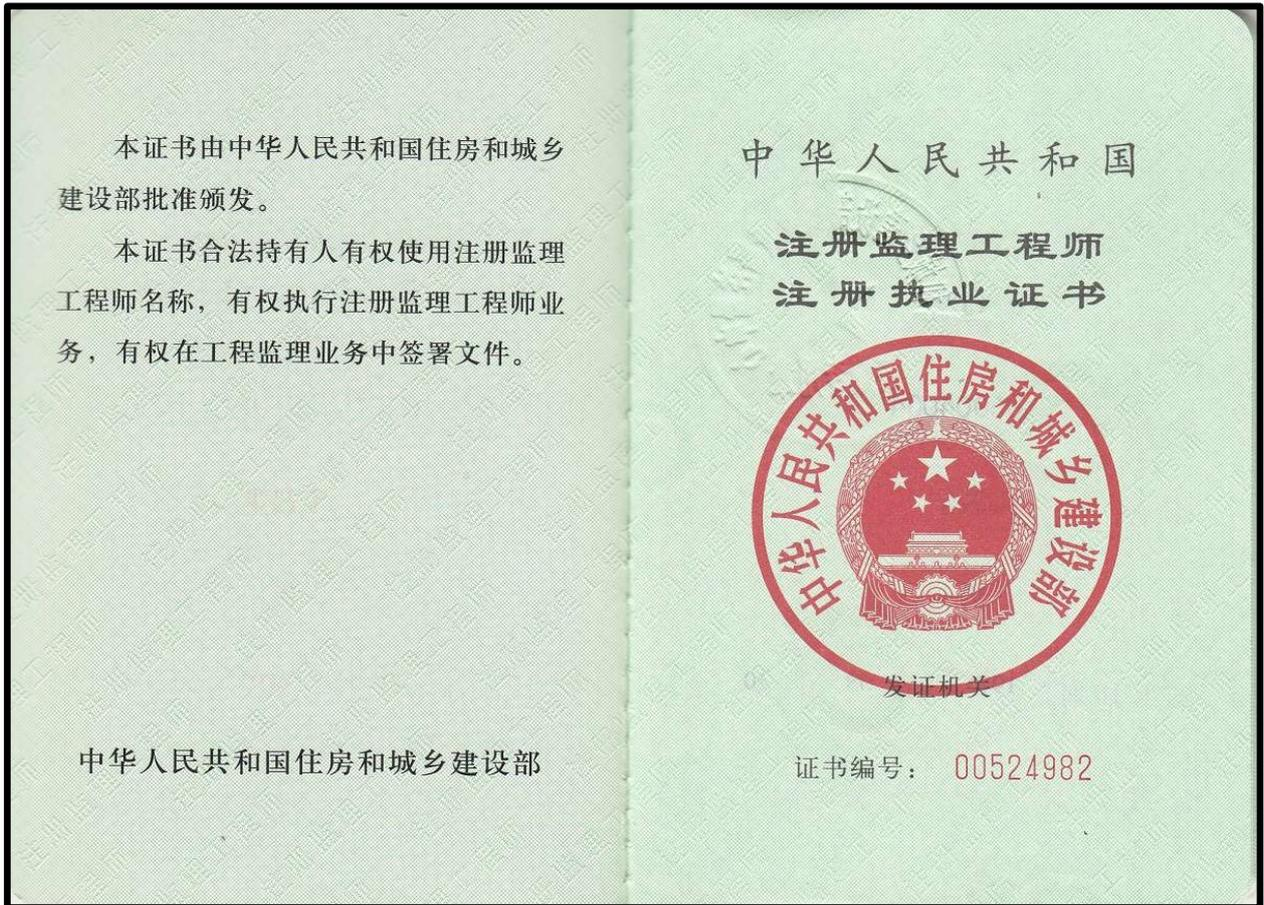 本证书由中华人民共和国住房和城乡
建设部批准颁发。
本证书合法持有人有权使用注册监理
工程师名称，有权执行注册监理工程师业
务，有权在工程监理业务中签署文件。
中华人民共和国住房和城乡建设部
中华人民共和国
注册监理工程师
注册执业证书
中华人民共和国住房和城乡建设部
发证机关
证书编号： 00524982